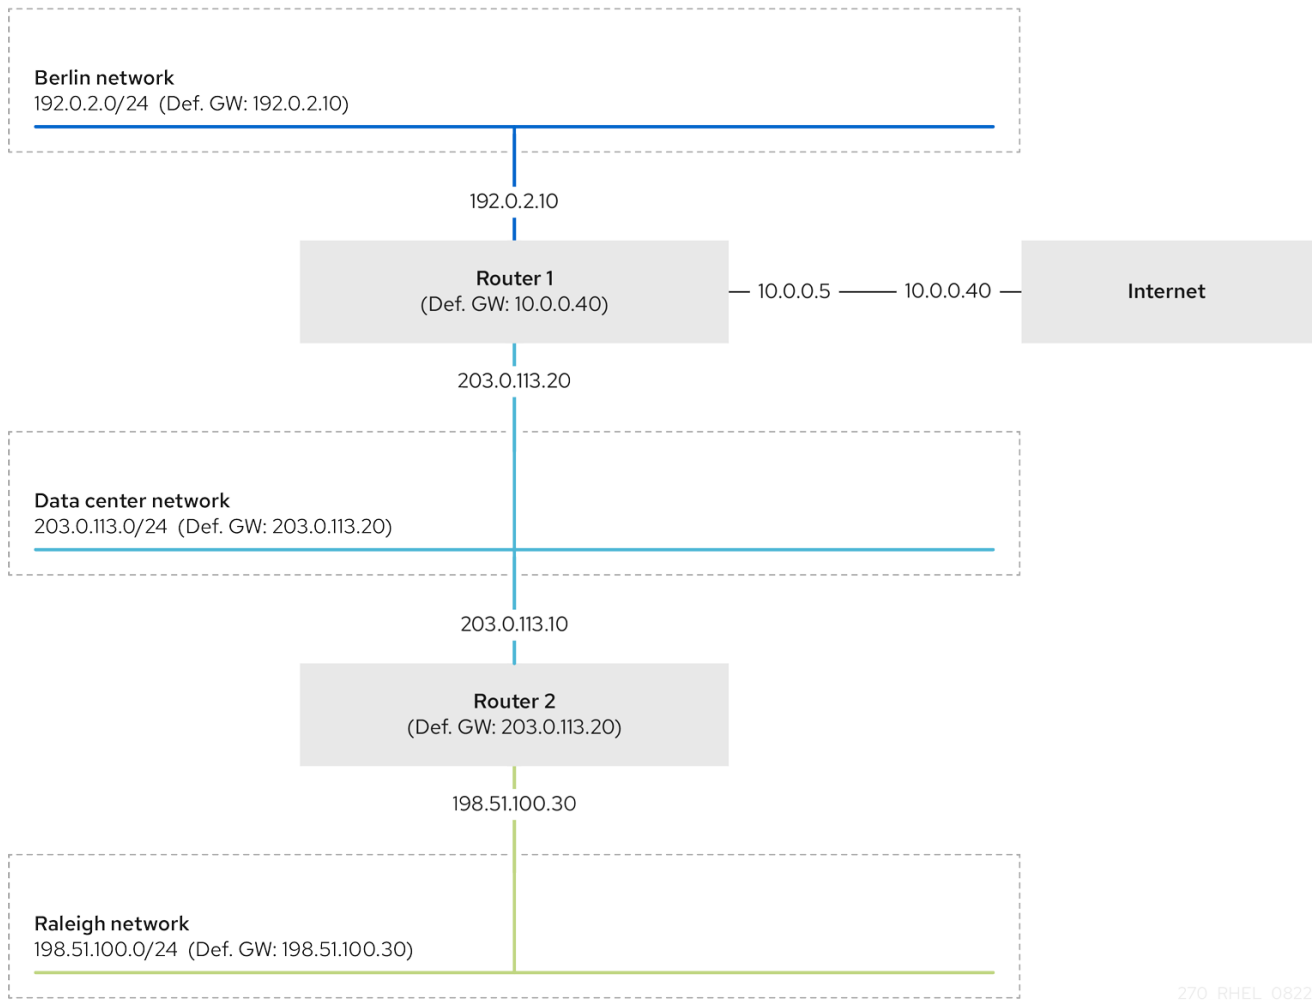 Berlin network
192.0.2.0/24 (Def. GW: 192.0.2.10)
192.0.2.10
Router 1
(Def. GW: 10.0.0.40)
10.0.0.5
10.0.0.40
Internet
203.0.113.20
Data center network
203.0.113.0/24 (Def. GW: 203.0.113.20)
203.0.113.10
Router 2
(Def. GW: 203.0.113.20)
198.51.100.30
Raleigh network
198.51.100.0/24 (Def. GW: 198.51.100.30)
270_RHEL_0822